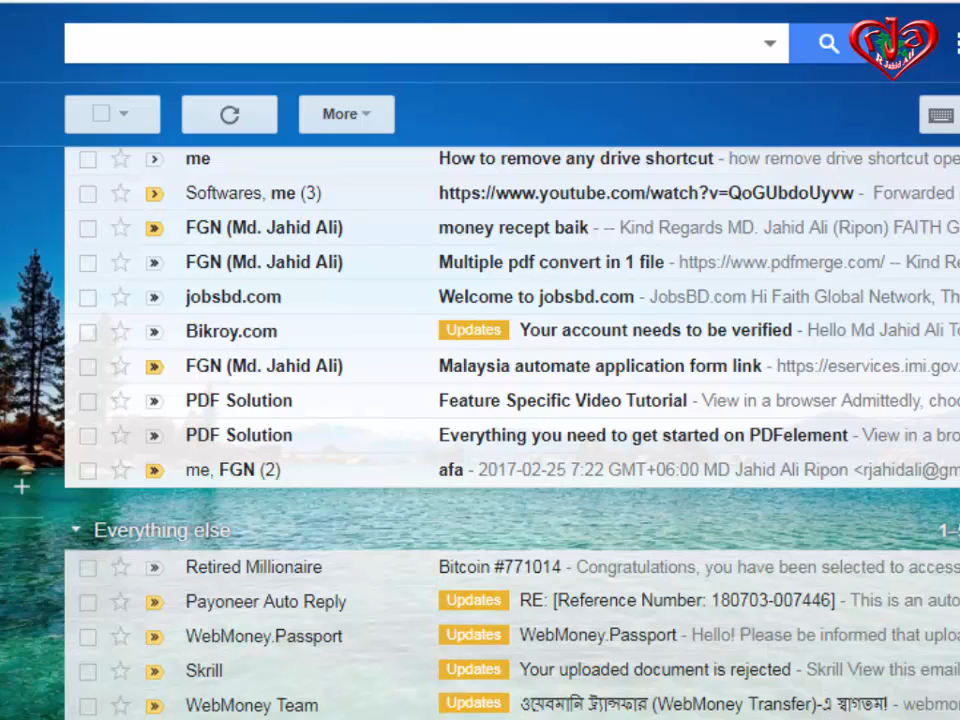 rja
R Jahid Ali
More
me How to remove any drive shortcut - how remove drive shortcut ope
Softwares, me (3) https://www.youtube.com/watch?v=QoGUbdoUyvw - Forwarded
FGN (Md. Jahid Ali) money recept baik - -- Kind Regards MD. Jahid Ali (Ripon) FAITH G
FGN (Md. Jahid Ali) Multiple pdf convert in 1 file - https://www.pdfmerge.com/ -- Kind Re
jobsbd.com Welcome to jobsbd.com - JobsBD.com Hi Faith Global Network, Th
Bikroy.com Updates Your account needs to be verified - Hello Md Jahid Ali T
FGN (Md. Jahid Ali) Malaysia automate application form link - https://eservices.imi.gov
PDF Solution Feature Specific Video Tutorial - View in a browser Admittedly, cho
PDF Solution Everything you need to get started on PDFelement - View in a bro
me, FGN (2) afa - 2017-02-25 7:22 GMT+06:00 MD Jahid Ali Ripon <rjahidali@gm
Everything else 1–
Retired Millionaire Bitcoin #771014 - Congratulations, you have been selected to access
Payoneer Auto Reply Updates RE: [Reference Number: 180703-007446] - This is an auto
WebMoney.Passport Updates WebMoney.Passport - Hello! Please be informed that uploa
Skrill Updates Your uploaded document is rejected - Skrill View this email
WebMoney Team Updates ওয়েবমানি ট্র্যান্সফার (WebMoney Transfer)-এ স্বাগতম! - webmon